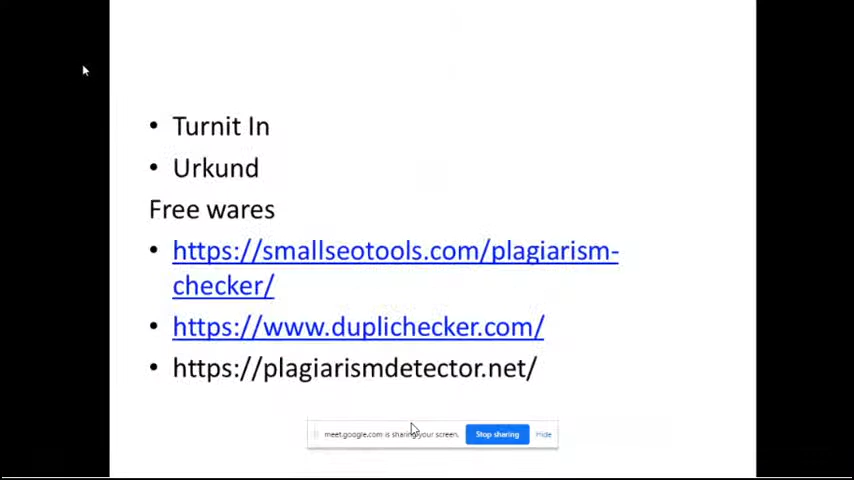 • Turnit In
• Urkund
Free wares
• https://smallseotools.com/plagiarism-
checker/
• https://www.duplichecker.com/
• https://plagiarismdetector.net/
meet.google.com is sharing your screen. Stop sharing Hide